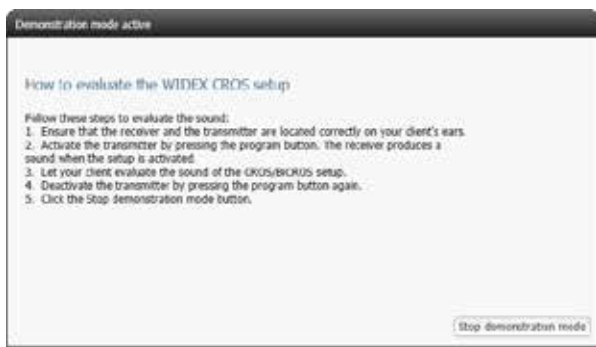 Demonstration mode active
How to evaluate the WIDEX CROS setup
Follow these steps to evaluate the sound:
1. Ensure that the receiver and the transmitter are located correctly on your client's ears.
2. Activate the transmitter by pressing the program button. The receiver produces a
sound when the setup is activated.
3. Let your client evaluate the sound of the CROS/BiCROS setup.
4. Deactivate the transmitter by pressing the program button again.
5. Click the Stop demonstration mode button.
Stop demonstration mode